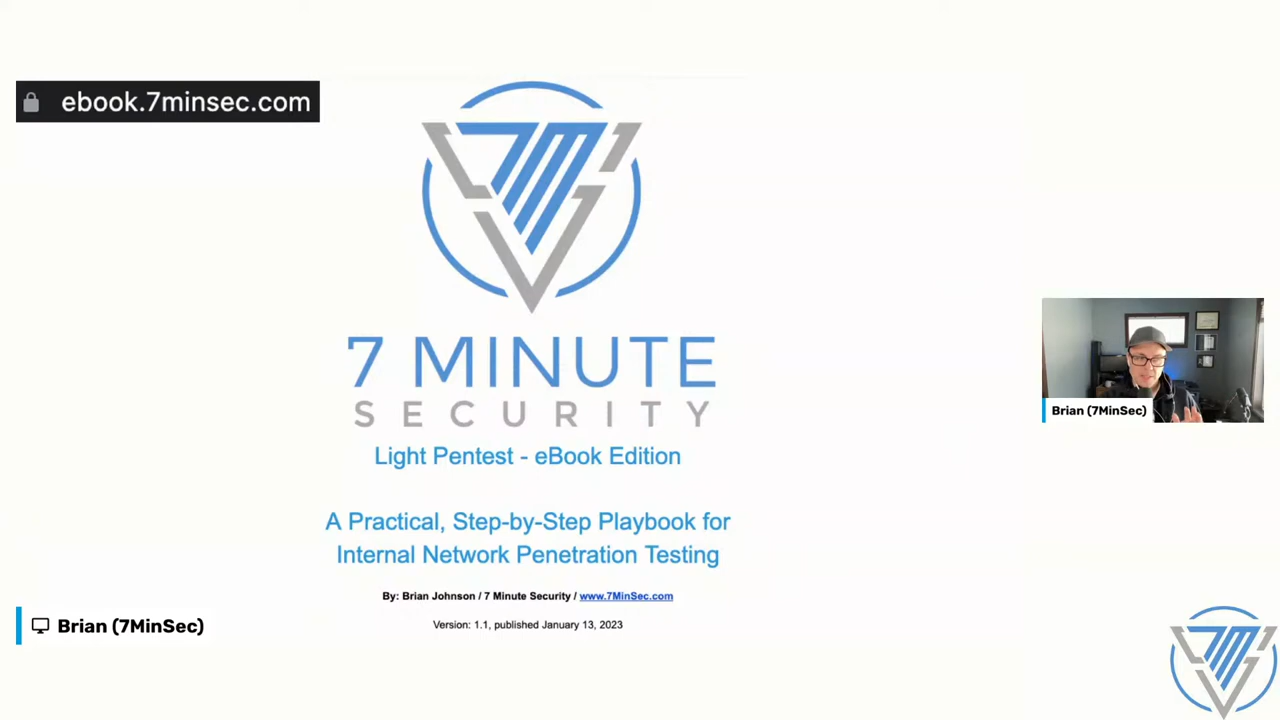 ebook.7minsec.com
7 MINUTE
SECURITY
Light Pentest - eBook Edition
A Practical, Step-by-Step Playbook for
Internal Network Penetration Testing
By: Brian Johnson / 7 Minute Security / www.7MinSec.com
Version: 1.1, published January 13, 2023
Brian (7MinSec)
Brian (7MinSec)